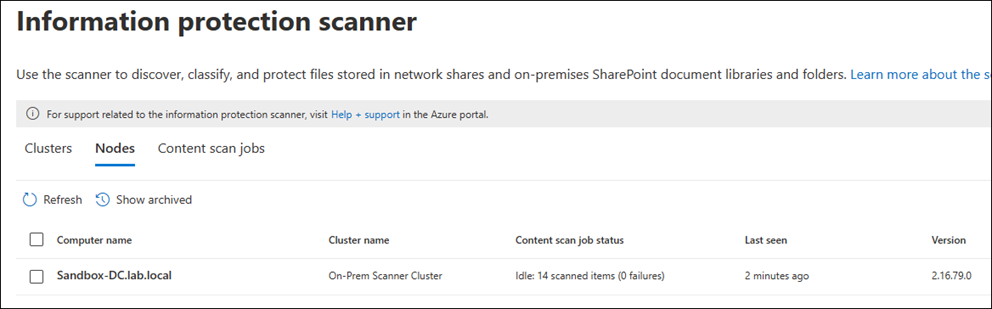 Information protection scanner
Use the scanner to discover, classify, and protect files stored in network shares and on-premises SharePoint document libraries and folders. Learn more about the
For support related to the information protection scanner, visit Help + support in the Azure portal.
Clusters Nodes Content scan jobs
Refresh Show archived
Computer name Cluster name Content scan job status Last seen Version
Sandbox-DC.lab.local On-Prem Scanner Cluster Idle: 14 scanned items (0 failures) 2 minutes ago 2.16.79.0